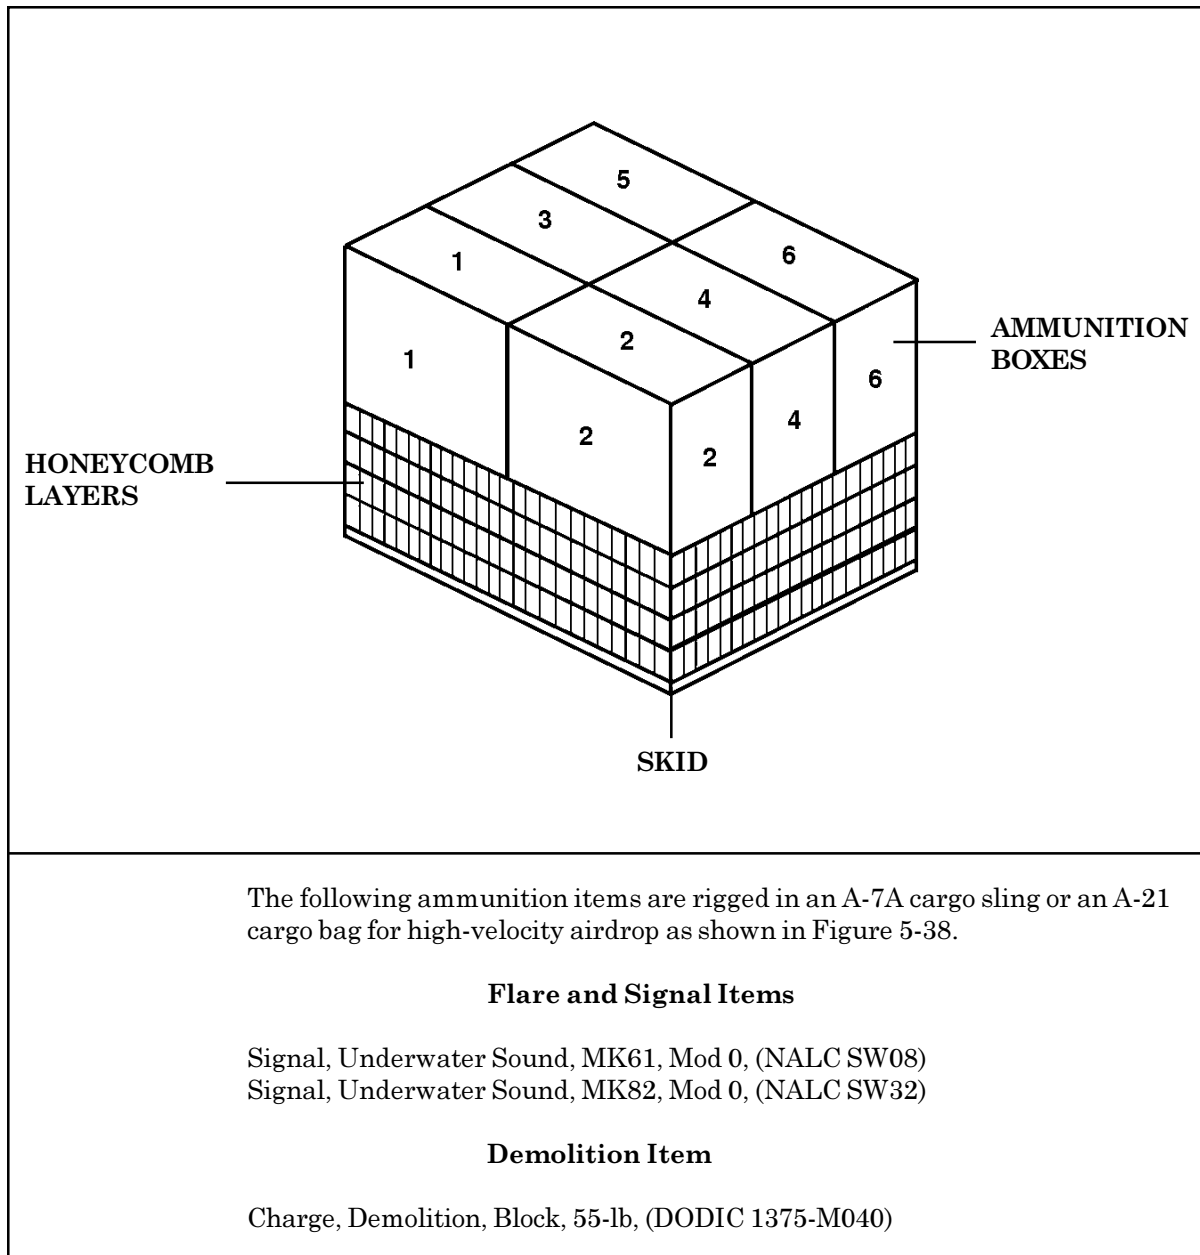 5
3
6
1
4
2
1
6
2
4
2
AMMUNITION
BOXES
HONEYCOMB
LAYERS
SKID
The following ammunition items are rigged in an A-7A cargo sling or an A-21
cargo bag for high-velocity airdrop as shown in Figure 5-38.
Flare and Signal Items
Signal, Underwater Sound, MK61, Mod 0, (NALC SW08)
Signal, Underwater Sound, MK82, Mod 0, (NALC SW32)
Demolition Item
Charge, Demolition, Block, 55-lb, (DODIC 1375-M040)